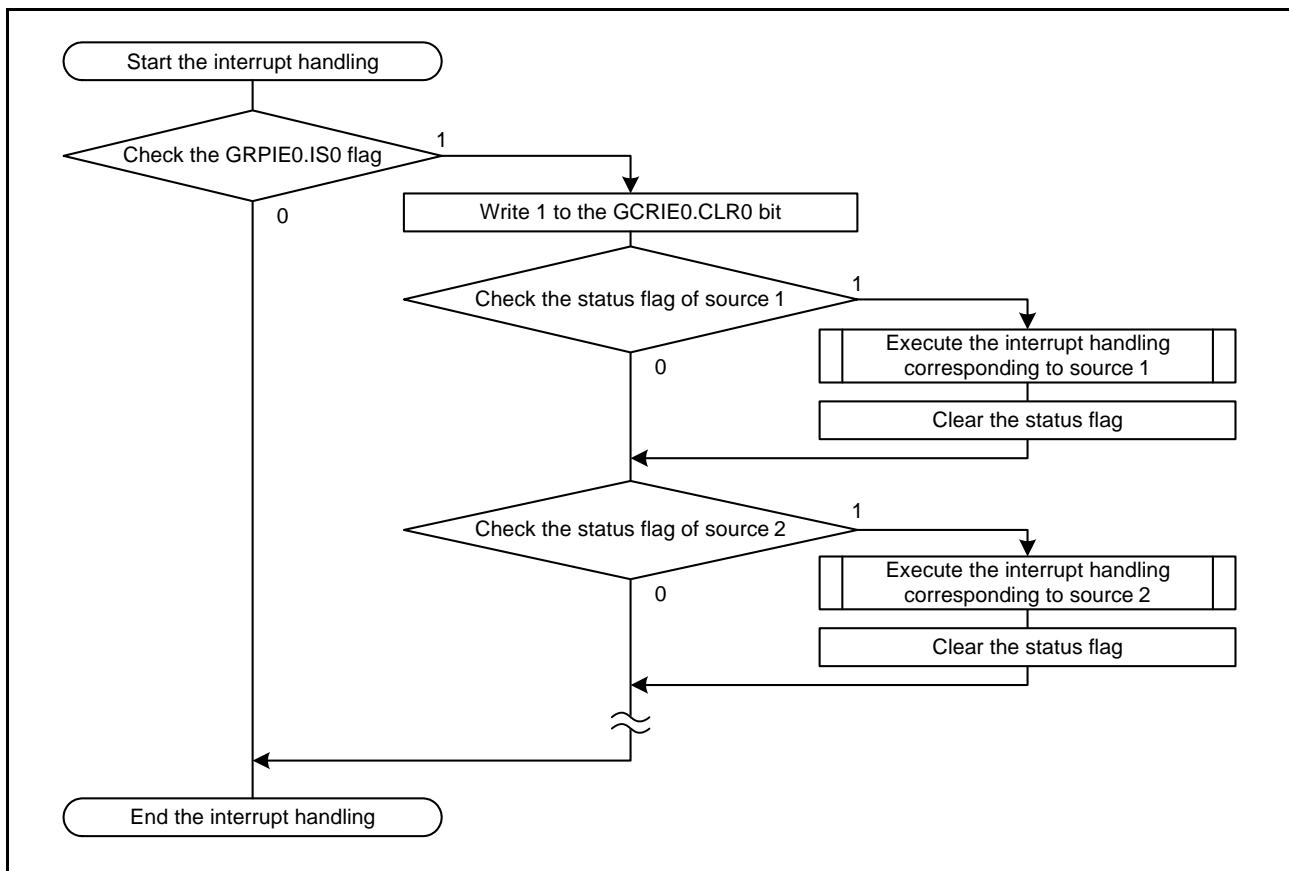 Start the interrupt handling
Check the GRPIE0.IS0 flag
1
0
Write 1 to the GCRIE0.CLR0 bit
Check the status flag of source 1
1
0
Execute the interrupt handling
corresponding to source 1
Clear the status flag
Check the status flag of source 2
1
0
Execute the interrupt handling
corresponding to source 2
Clear the status flag
End the interrupt handling